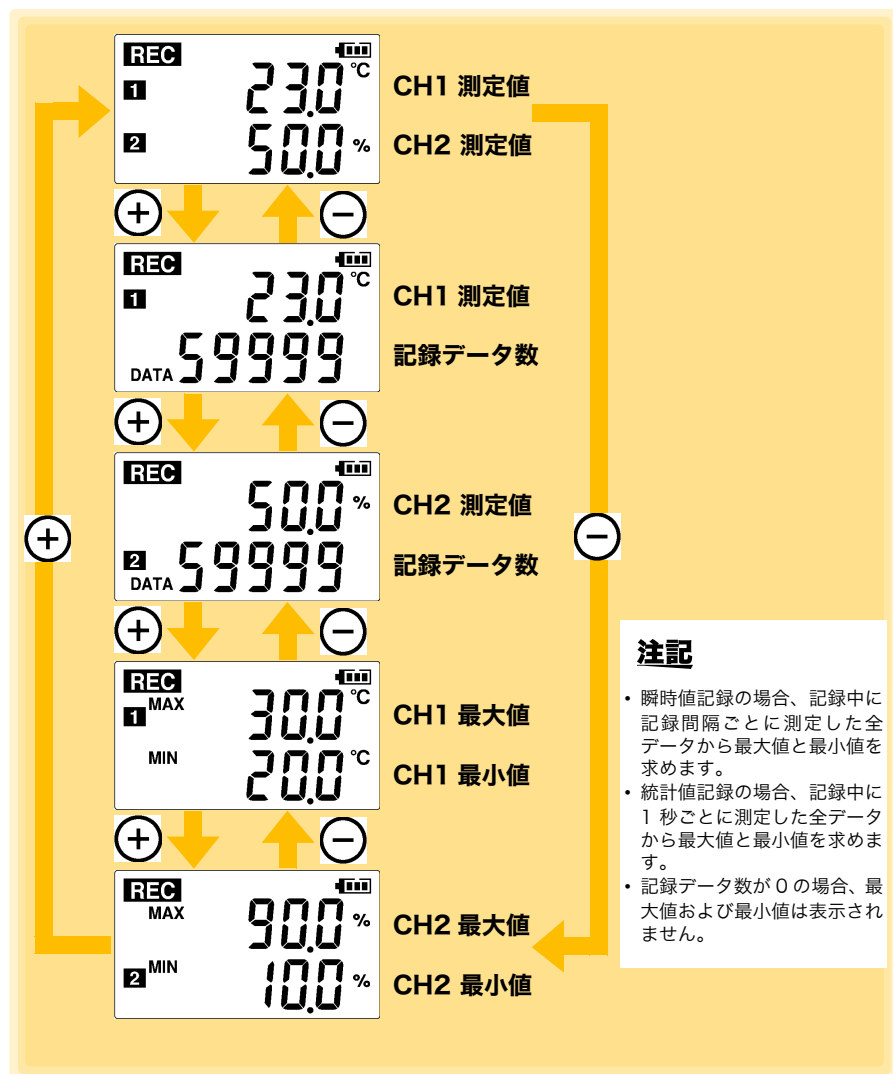 REC
1 23.0 ℃ CH1 測定値
2 50.0 % CH2 測定値
+ −
REC
1 23.0 ℃ CH1 測定値
DATA 59999 記録データ数
+ −
REC
50.0 % CH2 測定値
2
DATA 59999 記録データ数
+ −
+ −
REC
MAX
1 30.0 ℃ CH1 最大値
MIN 20.0 ℃ CH1 最小値
+ −
REC
MAX 90.0 % CH2 最大値
2 MIN 10.0 % CH2 最小値
注記
• 瞬時値記録の場合、記録中に
記録間隔ごとに測定した全
データから最大値と最小値を
求めます。
• 統計値記録の場合、記録中に
1 秒ごとに測定した全データ
から最大値と最小値を求めま
す。
• 記録データ数が 0 の場合、最
大値および最小値は表示され
ません。